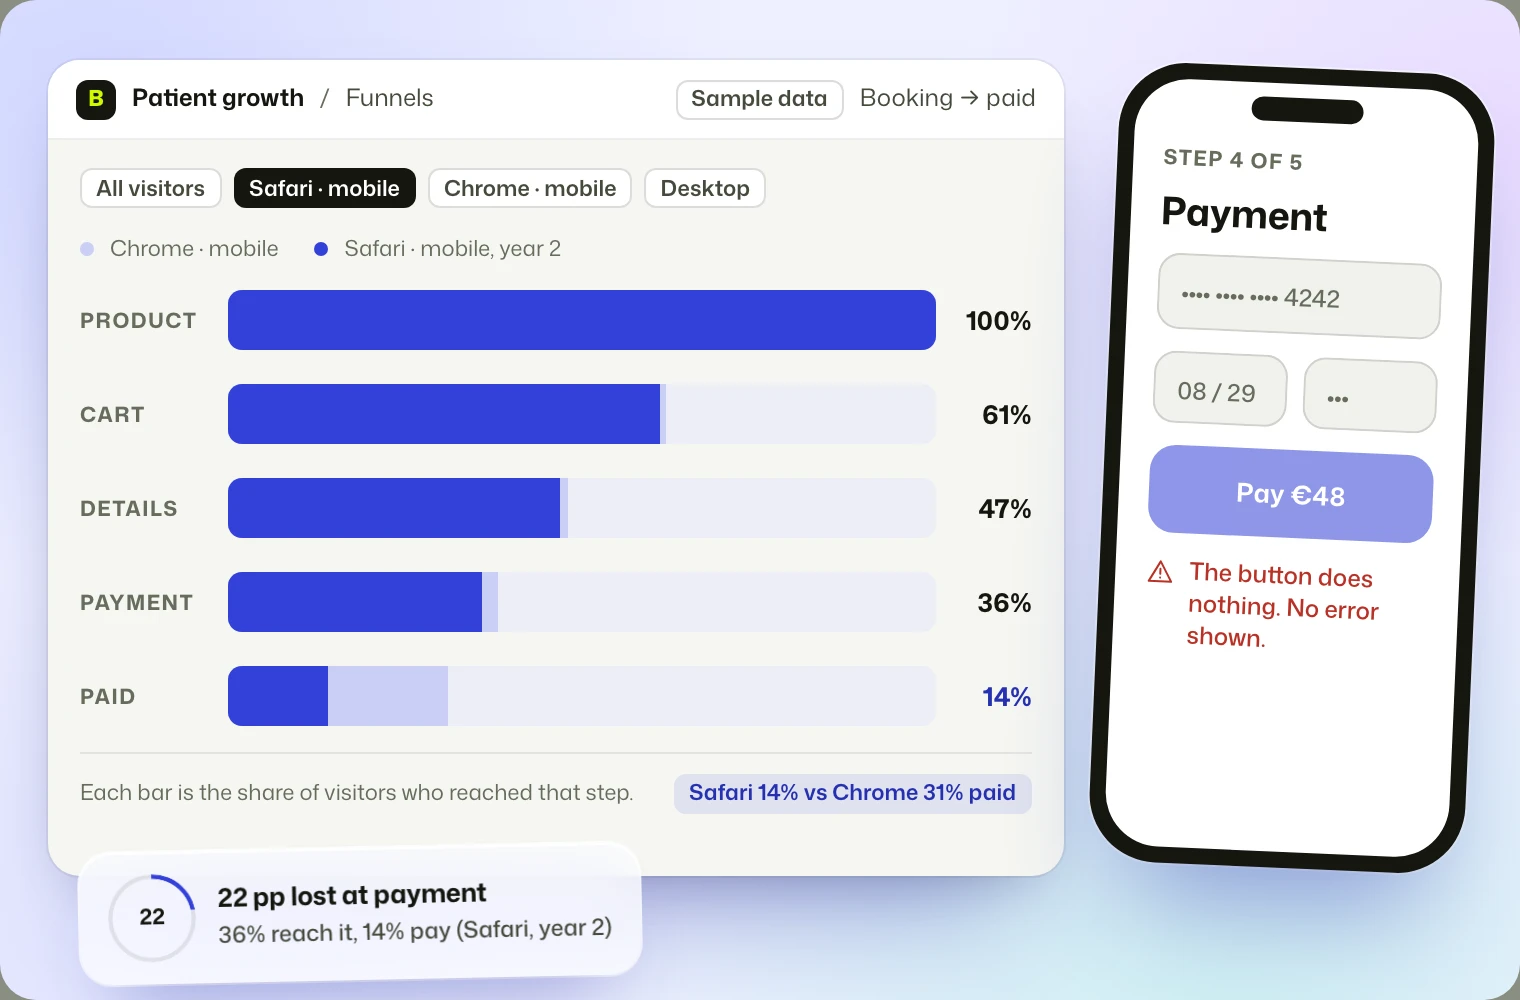 B Patient growth / Funnels
Sample data Booking → paid
All visitors Safari · mobile Chrome · mobile Desktop
Chrome · mobile Safari · mobile, year 2
PRODUCT 100%
CART 61%
DETAILS 47%
PAYMENT 36%
PAID 14%
Each bar is the share of visitors who reached that step.
Safari 14% vs Chrome 31% paid
22
22 pp lost at payment
36% reach it, 14% pay (Safari, year 2)
STEP 4 OF 5
Payment
•••• •••• •••• 4242
08 / 29 •••
Pay €48
The button does
nothing. No error
shown.